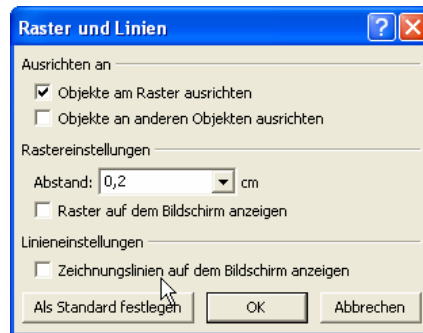 Raster und Linien
Ausrichten an
Objekte am Raster ausrichten
Objekte an anderen Objekten ausrichten
Rastereinstellungen
Abstand: 0,2 cm
Raster auf dem Bildschirm anzeigen
Linieneinstellungen
Zeichnungslinien auf dem Bildschirm anzeigen
Als Standard festlegen OK Abbrechen